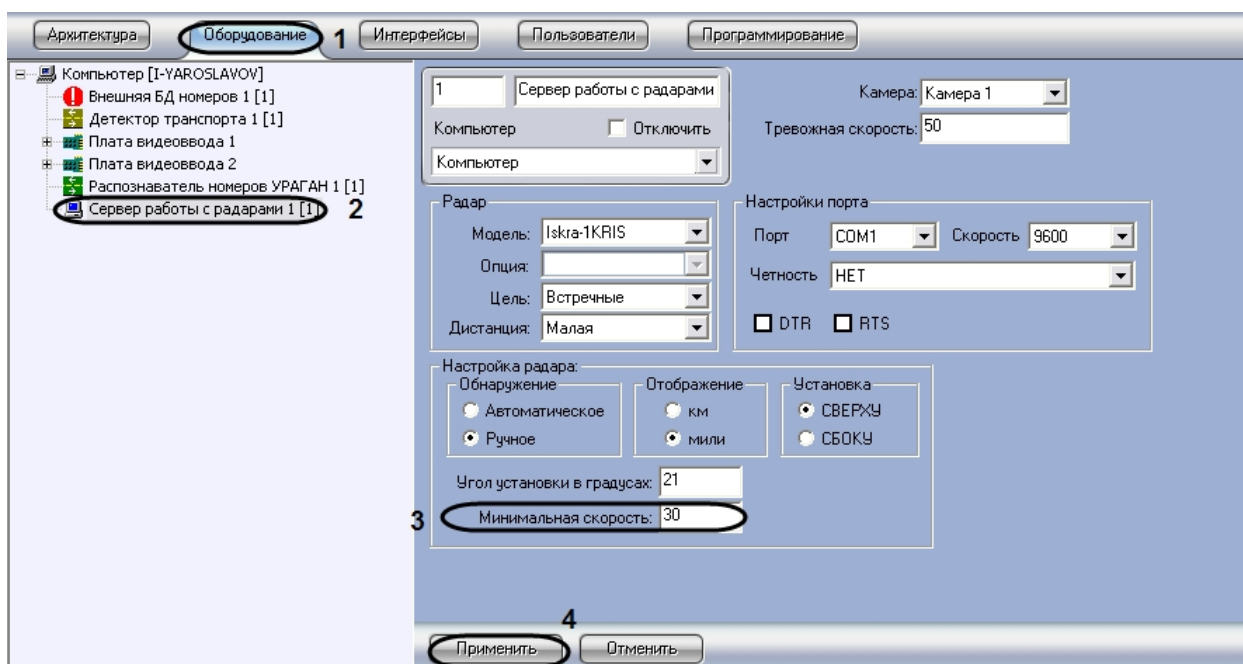 Архитектура Оборудование 1 Интерфейсы Пользователи Программирование
Компьютер [I-YAROSLAVOV]
Внешняя БД номеров 1 [1]
Детектор транспорта 1 [1]
Плата видеоввода 1
Плата видеоввода 2
Распознаватель номеров УРАГАН 1 [1]
Сервер работы с радарами 1 [1] 2
1 Сервер работы с радарами
Компьютер Отключить
Компьютер
Камера: Камера 1
Тревожная скорость: 50
Радар
Модель: Iskra-1KRIS
Опция:
Цель: Встречные
Дистанция: Малая
Настройки порта
Порт COM1 Скорость 9600
Четность НЕТ
DTR RTS
Настройка радара:
Обнаружение
Автоматическое
Ручное
Отображение
км
мили
Установка
СВЕРХУ
СБОКУ
Угол установки в градусах: 21
3 Минимальная скорость: 30
4
Применить Отменить